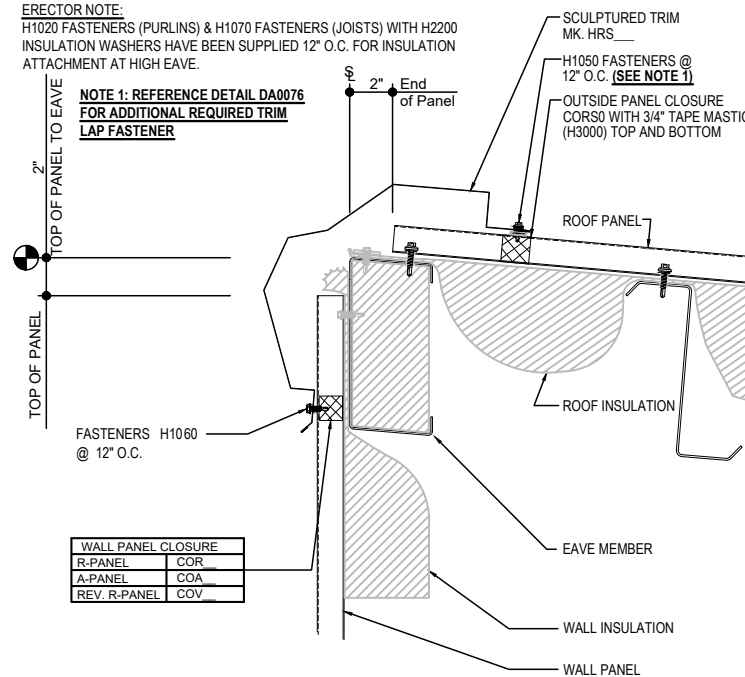 ERECTOR NOTE:
H1020 FASTENERS (PURLINS) & H1070 FASTENERS (JOISTS) WITH H2200
INSULATION WASHERS HAVE BEEN SUPPLIED 12" O.C. FOR INSULATION
ATTACHMENT AT HIGH EAVE.
NOTE 1: REFERENCE DETAIL DA0076
FOR ADDITIONAL REQUIRED TRIM
LAP FASTENER
2"
End
of Panel
SCULPTURED TRIM
MK. HRS___
H1050 FASTENERS @
12" O.C. (SEE NOTE 1)
OUTSIDE PANEL CLOSURE
CORS0 WITH 3/4" TAPE MASTIC
(H3000) TOP AND BOTTOM
2"
TOP OF PANEL TO EAVE
TOP OF PANEL
ROOF PANEL
ROOF INSULATION
FASTENERS H1060
@ 12" O.C.
WALL PANEL CLOSURE
R-PANEL COR__
A-PANEL COA__
REV. R-PANEL COV__
EAVE MEMBER
WALL INSULATION
WALL PANEL